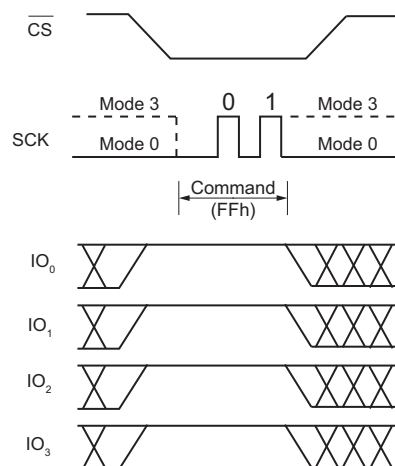 CS
0 1
Mode 3 Mode 3
SCK
Mode 0 Mode 0
Command
(FFh)
IO₀
IO₁
IO₂
IO₃